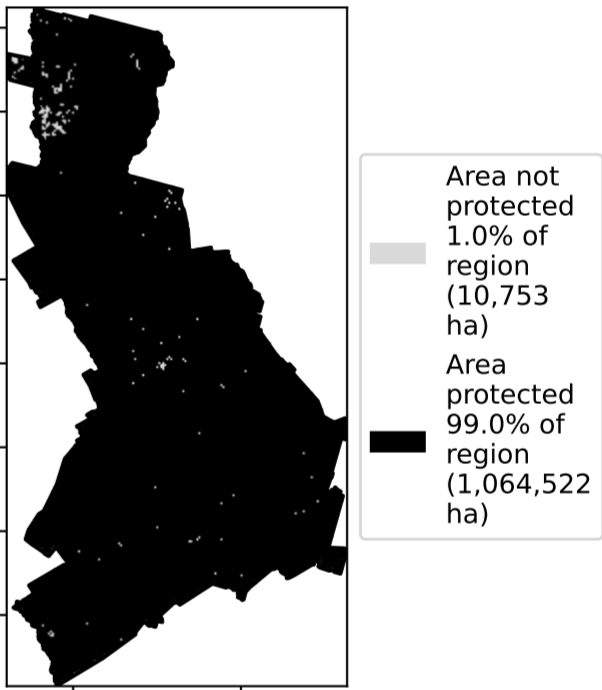 Area not
protected
1.0% of
region
(10,753
ha)
Area
protected
99.0% of
region
(1,064,522
ha)